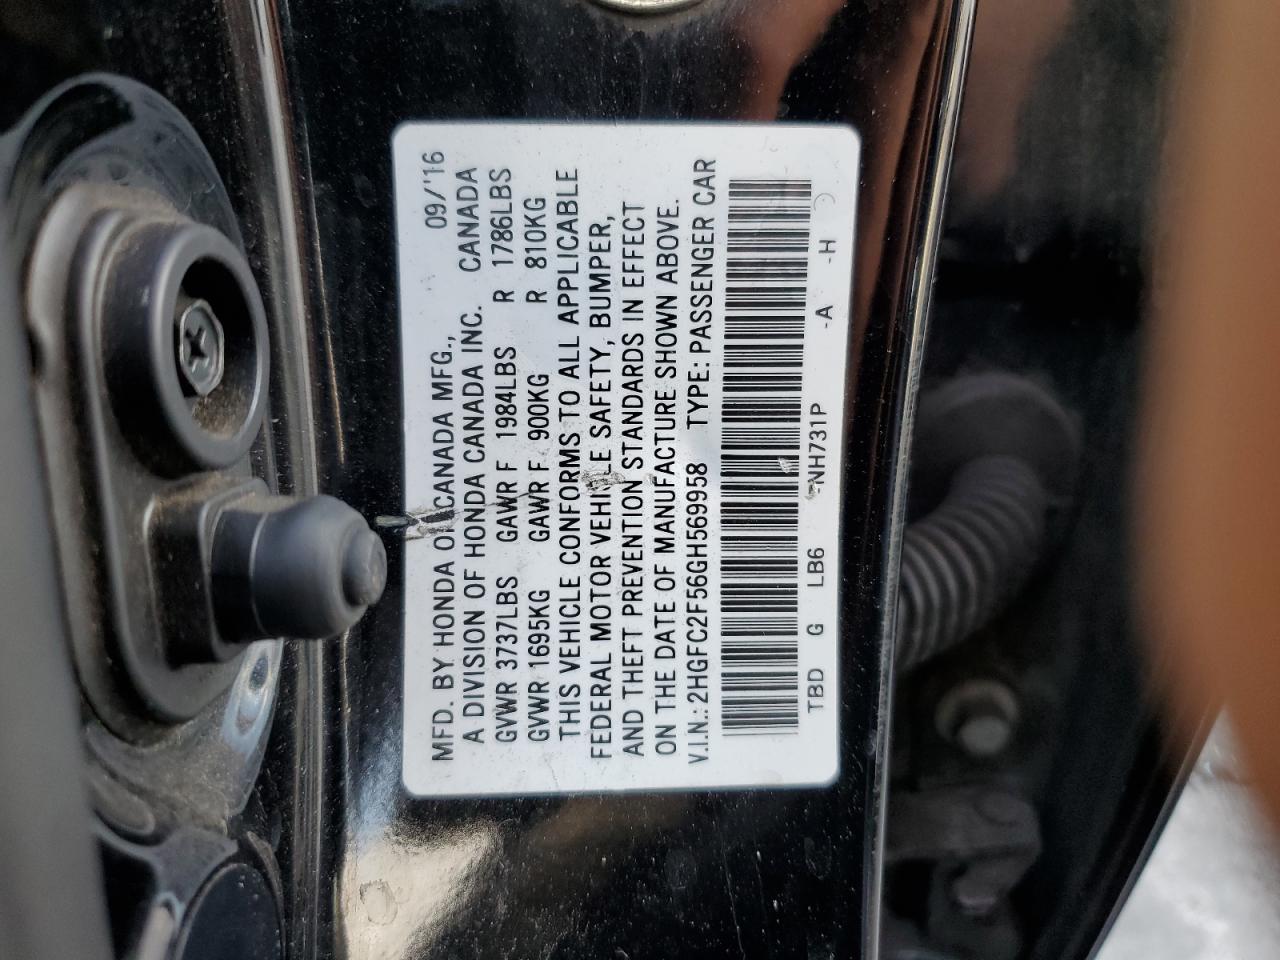 MFD. BY HONDA OF CANADA MFG., 09/'16
A DIVISION OF HONDA CANADA INC. CANADA
GVWR 3737LBS GAWR F 1984LBS R 1786LBS
GVWR 1695KG GAWR F 900KG R 810KG
THIS VEHICLE CONFORMS TO ALL APPLICABLE
FEDERAL MOTOR VEHICLE SAFETY, BUMPER,
AND THEFT PREVENTION STANDARDS IN EFFECT
ON THE DATE OF MANUFACTURE SHOWN ABOVE.
V.I.N.: 2HGFC2F56GH569958 TYPE: PASSENGER CAR
TBD G LB6 -NH731P -A -H